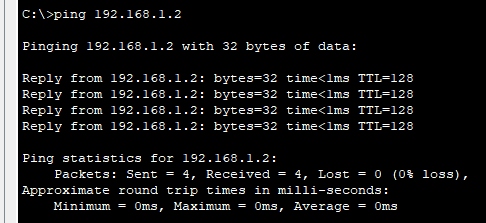 C:\>ping 192.168.1.2
Pinging 192.168.1.2 with 32 bytes of data:
Reply from 192.168.1.2: bytes=32 time<1ms TTL=128
Reply from 192.168.1.2: bytes=32 time<1ms TTL=128
Reply from 192.168.1.2: bytes=32 time<1ms TTL=128
Reply from 192.168.1.2: bytes=32 time<1ms TTL=128
Ping statistics for 192.168.1.2:
    Packets: Sent = 4, Received = 4, Lost = 0 (0% loss),
Approximate round trip times in milli-seconds:
    Minimum = 0ms, Maximum = 0ms, Average = 0ms